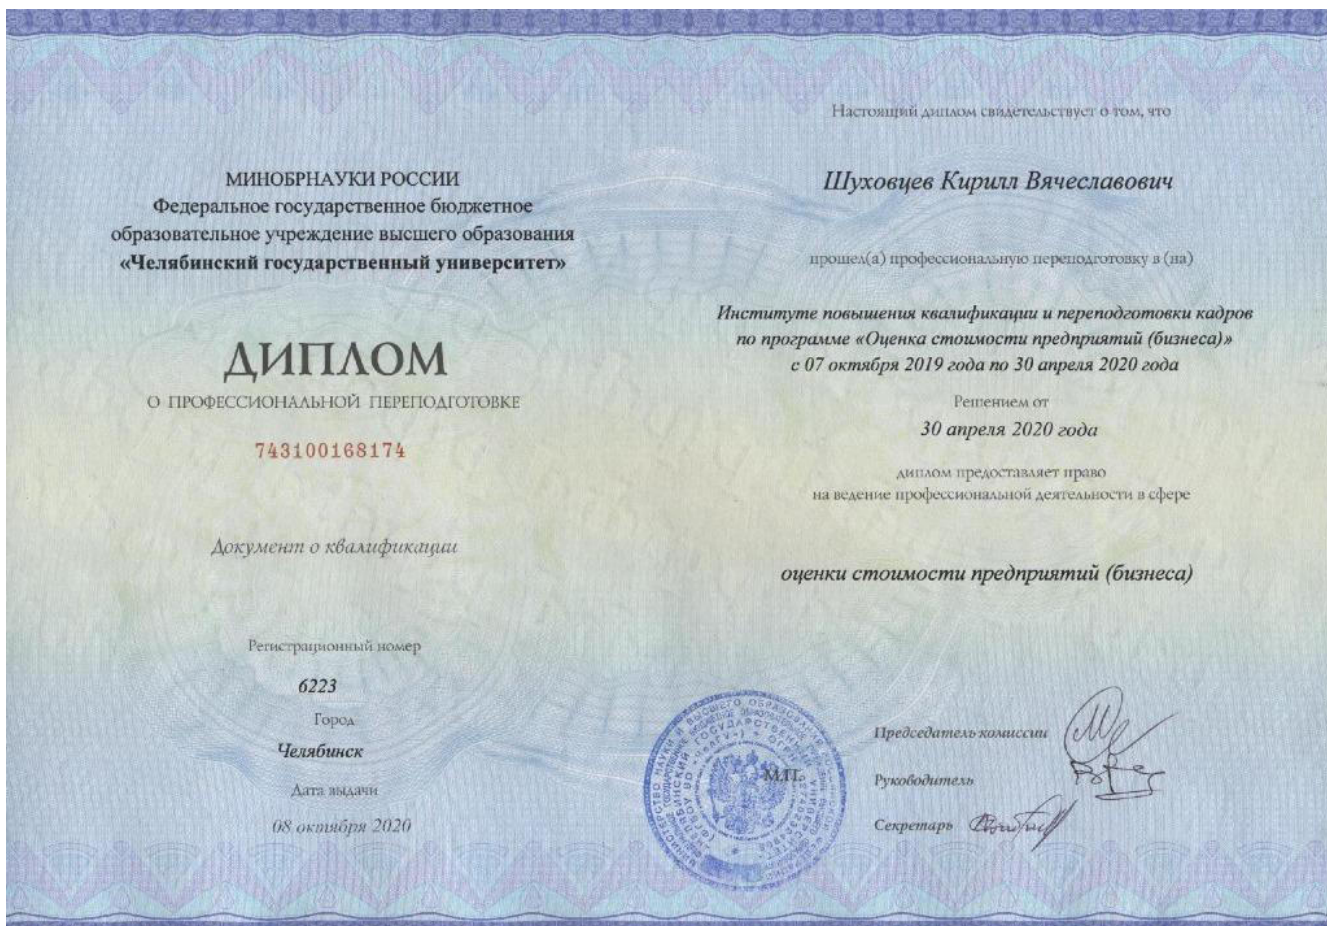 МИНОБРНАУКИ РОССИИ
Федеральное государственное бюджетное
образовательное учреждение высшего образования
«Челябинский государственный университет»
ДИПЛОМ
О ПРОФЕССИОНАЛЬНОЙ ПЕРЕПОДГОТОВКЕ
743100168174
Документ о квалификации
Регистрационный номер
6223
Город
Челябинск
Дата выдачи
08 октября 2020
Настоящий диплом свидетельствует о том, что
Шуховцев Кирилл Вячеславович
прошел(а) профессиональную переподготовку в (на)
Институте повышения квалификации и переподготовки кадров
по программе «Оценка стоимости предприятий (бизнеса)»
с 07 октября 2019 года по 30 апреля 2020 года
Решением от
30 апреля 2020 года
диплом предоставляет право
на ведение профессиональной деятельности в сфере
оценки стоимости предприятий (бизнеса)
М.П.
Председатель комиссии
Руководитель
Секретарь